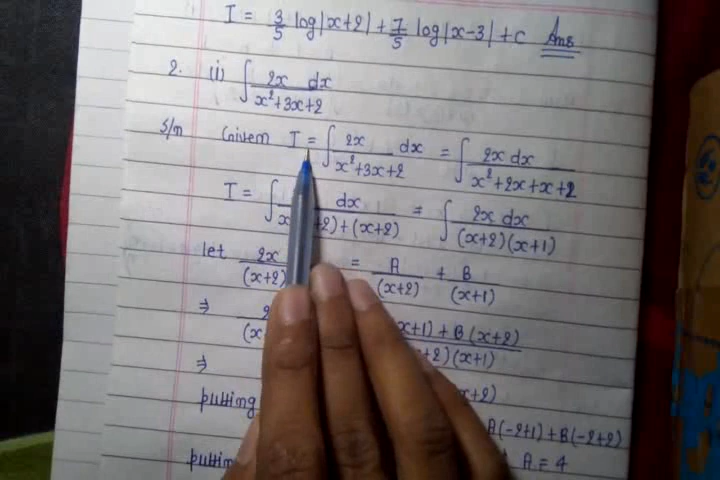 I = 3/5 log|x+2| + 7/5 log|x-3| + c Ans
2. (i) ∫ 2x dx / x²+3x+2
S/n Given I = ∫ 2x / x²+3x+2 dx = ∫ 2x dx / x²+2x+x+2
I = ∫ dx / x +2)+(x+2) = ∫ 2x dx / (x+2)(x+1)
let 2x / (x+2) = A / (x+2) + B / (x+1)
⇒ (x x+1)+B(x+2) / +2)(x+1)
⇒
putting x+2)
A(-2+1)+B(-2+2)
putting A=4